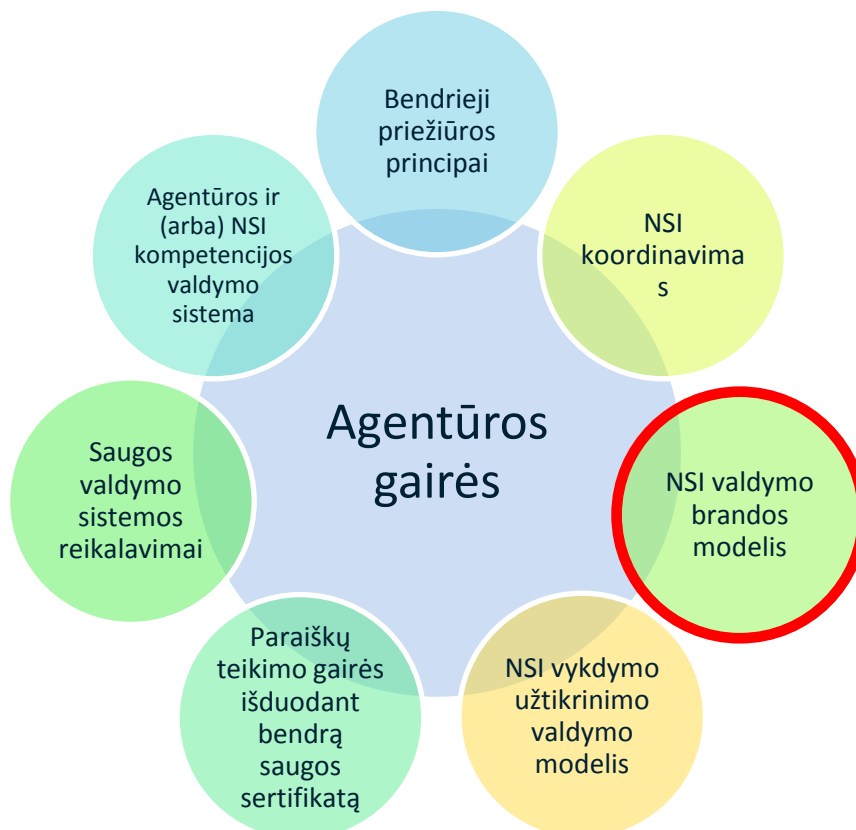 Bendrieji
priežiūros
principai
Agentūros ir
(arba) NSI
kompetencijos
valdymo
sistema
NSI
koordinavima
s
Agentūros
gairės
Saugos
valdymo
sistemos
reikalavimai
NSI valdymo
brandos
modelis
Paraiškų
teikimo gairės
išduodant
bendrą
saugos
sertifikatą
NSI vykdymo
užtikrinimo
valdymo
modelis